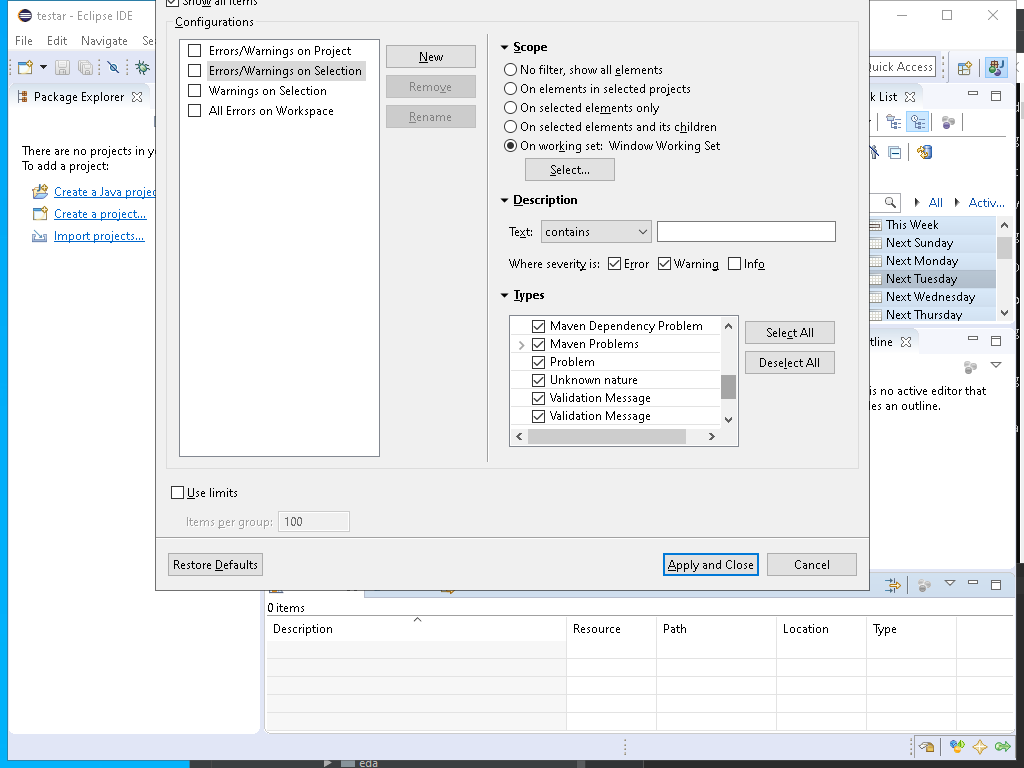 testar - Eclipse IDE
Show all items
File Edit Navigate Se
Configurations
Errors/Warnings on Project
Errors/Warnings on Selection
Warnings on Selection
All Errors on Workspace
New
Remove
Rename
Scope
No filter, show all elements
On elements in selected projects
On selected elements only
On selected elements and its children
On working set: Window Working Set
Select...
Description
Text: contains
Where severity is: Error Warning Info
Types
Maven Dependency Problem
Maven Problems
Problem
Unknown nature
Validation Message
Validation Message
Select All
Deselect All
Use limits
Items per group: 100
Restore Defaults
Apply and Close
Cancel
Package Explorer
There are no projects in y
To add a project:
Create a Java projec
Create a project...
Import projects...
Quick Access
k List
All
Activ...
This Week
Next Sunday
Next Monday
Next Tuesday
Next Wednesday
Next Thursday
tline
is no active editor that
les an outline.
0 items
Description Resource Path Location Type
eda